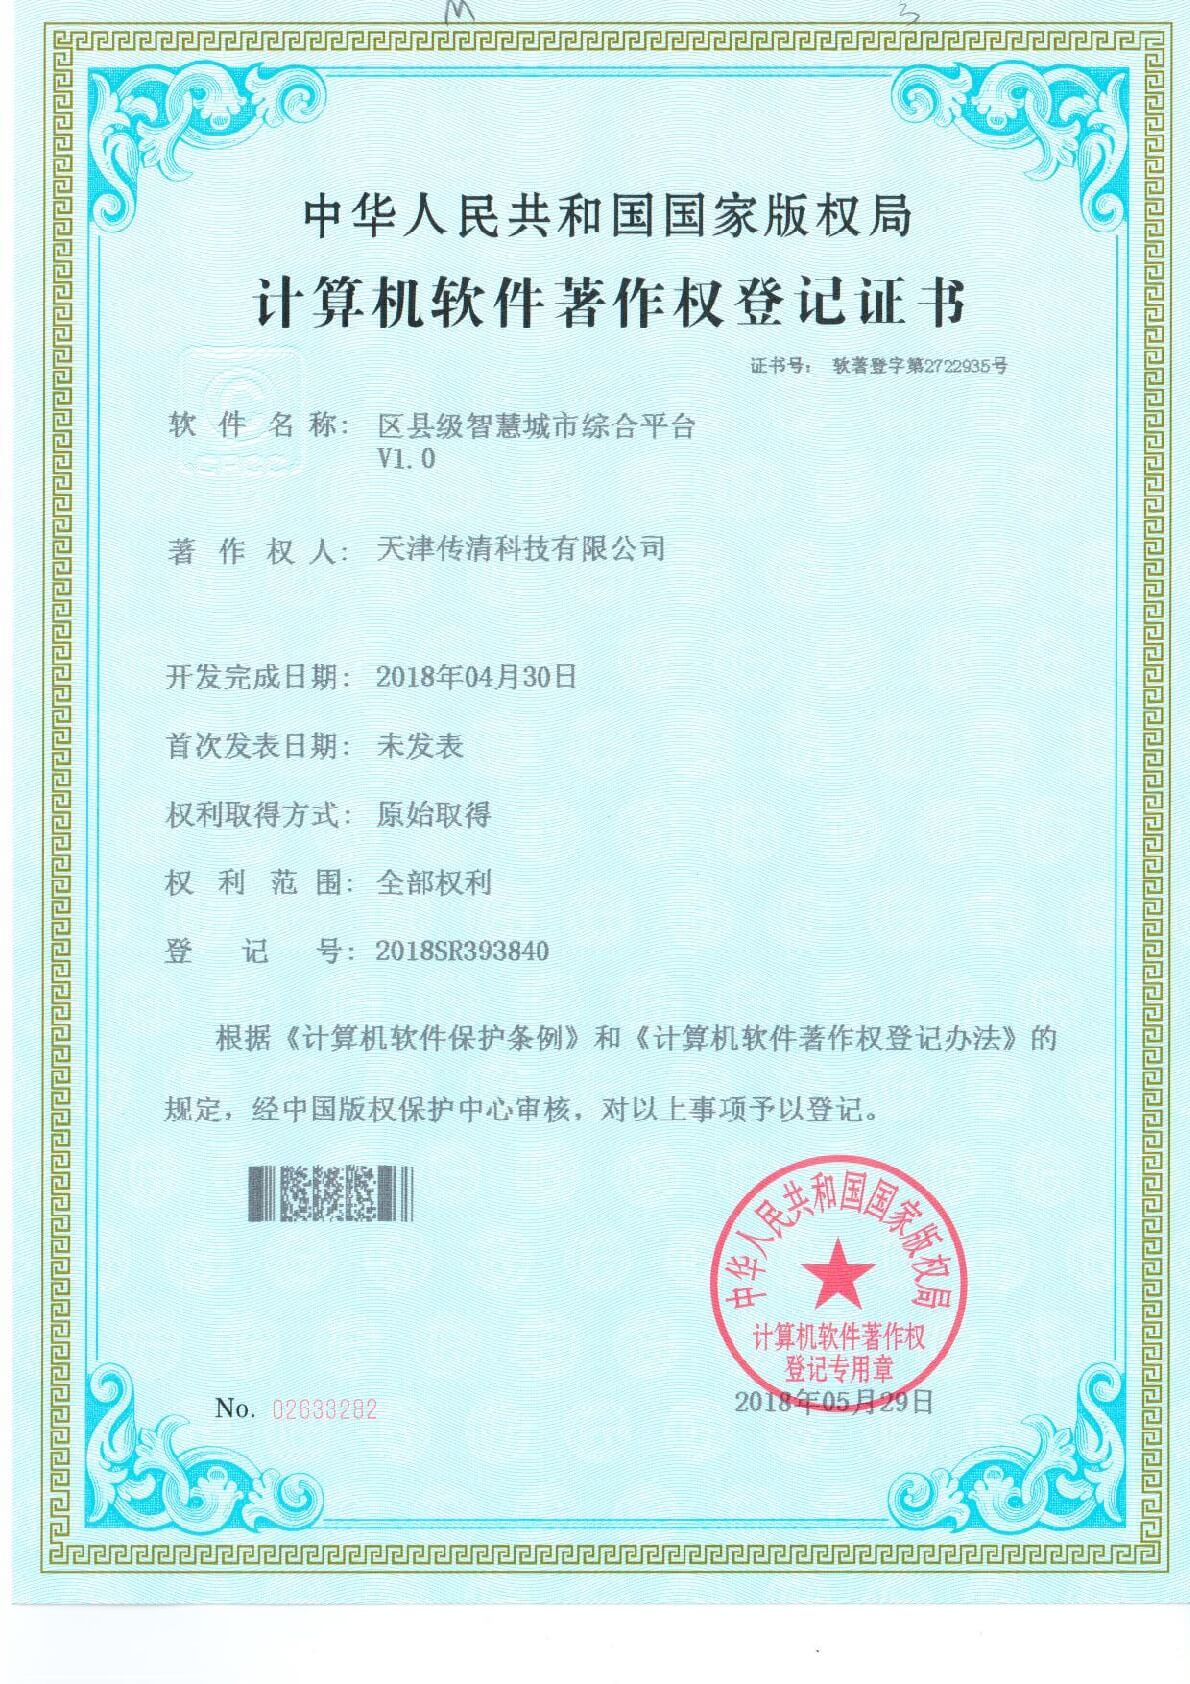 中华人民共和国国家版权局
计算机软件著作权登记证书
证书号： 软著登字第2722935号
软件名称： 区县级智慧城市综合平台
V1.0
著作权人： 天津传清科技有限公司
开发完成日期： 2018年04月30日
首次发表日期： 未发表
权利取得方式： 原始取得
权利范围： 全部权利
登记号： 2018SR393840
根据《计算机软件保护条例》和《计算机软件著作权登记办法》的
规定，经中国版权保护中心审核，对以上事项予以登记。
中华人民共和国国家版权局
计算机软件著作权
登记专用章
No. 02633282
2018年05月29日